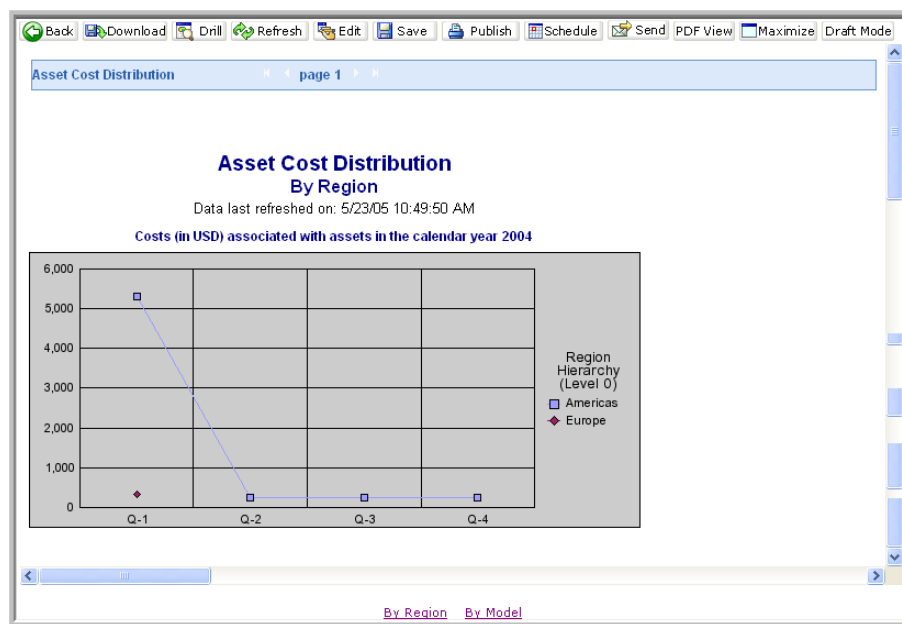 Back Download Drill Refresh Edit Save Publish Schedule Send PDF View Maximize Draft Mode
Asset Cost Distribution page 1
Asset Cost Distribution
By Region
Data last refreshed on: 5/23/05 10:49:50 AM
Costs (in USD) associated with assets in the calendar year 2004
6,000
5,000
4,000
3,000
2,000
1,000
0
Q-1 Q-2 Q-3 Q-4
Region
Hierarchy
(Level 0)
Americas
Europe
By Region By Model